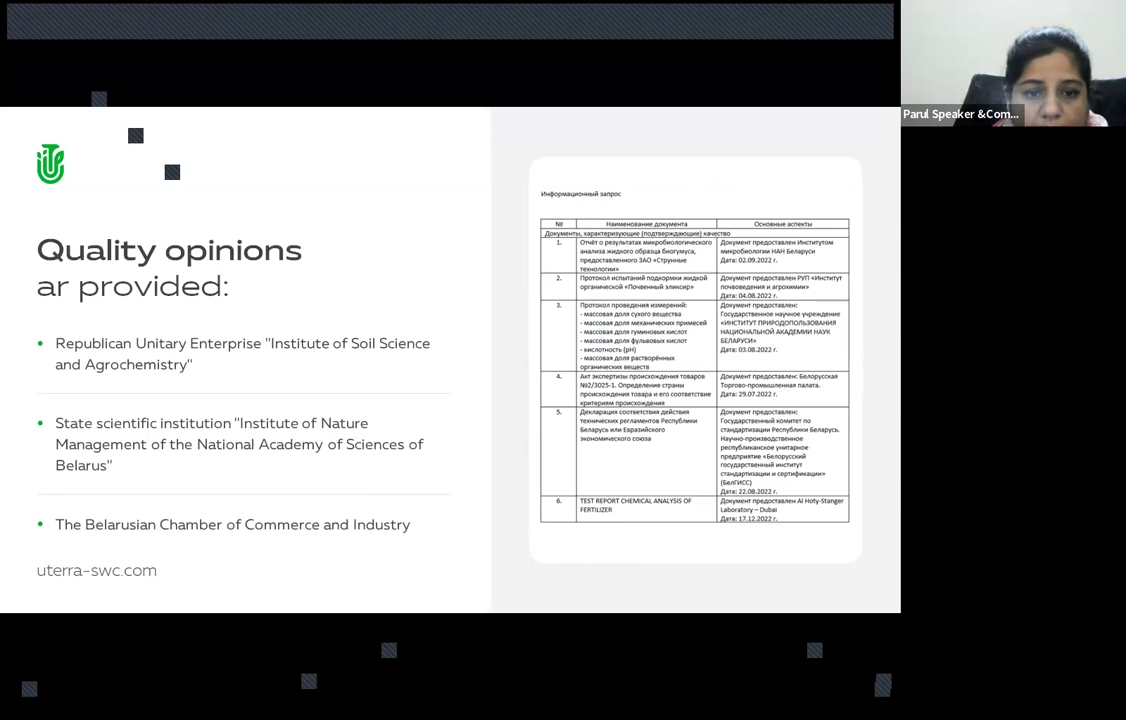 Parul Speaker &Com...
Quality opinions
ar provided:
• Republican Unitary Enterprise "Institute of Soil Science
and Agrochemistry"
• State scientific institution "Institute of Nature
Management of the National Academy of Sciences of
Belarus"
• The Belarusian Chamber of Commerce and Industry
uterra-swc.com
Информационный запрос
№ Наименование документа Основные аспекты
Документы, характеризующие (подтверждающие) качество
1. Отчёт о результатах микробиологического
анализа жидкого образца биогумуса,
предоставленного ЗАО «Струнные
технологии»
Документ предоставлен Институтом
микробиологии НАН Беларуси
Дата: 02.09.2022 г.
2. Протокол испытаний подкормки жидкой
органической «Почвенный эликсир»
Документ предоставлен РУП «Институт
почвоведения и агрохимии»
Дата: 04.08.2022 г.
3. Протокол проведения измерений:
- массовая доля сухого вещества
- массовая доля механических примесей
- массовая доля гуминовых кислот
- массовая доля фульвовых кислот
- кислотность (pH)
- массовая доля растворённых
органических веществ
Документ предоставлен:
Государственное научное учреждение
«ИНСТИТУТ ПРИРОДОПОЛЬЗОВАНИЯ
НАЦИОНАЛЬНОЙ АКАДЕМИИ НАУК
БЕЛАРУСИ»
Дата: 03.08.2022 г.
4. Акт экспертизы происхождения товаров
№2/3025-1. Определение страны
происхождения товара и его соответствие
критериям происхождения
Документ предоставлен: Белорусская
Торгово-промышленная палата.
Дата: 29.07.2022 г.
5. Декларация соответствия действия
технических регламентов Республики
Беларусь или Евразийского
экономического союза
Документ предоставлен:
Государственный комитет по
стандартизации Республики Беларусь.
Научно-производственное
республиканское унитарное
предприятие «Белорусский
государственный институт
стандартизации и сертификации»
(БелГИСС)
Дата: 22.08.2022 г.
6. TEST REPORT CHEMICAL ANALYSIS OF
FERTILIZER
Документ предоставлен Al Hoty-Stanger
Laboratory – Dubai
Дата: 17.12.2022 г.